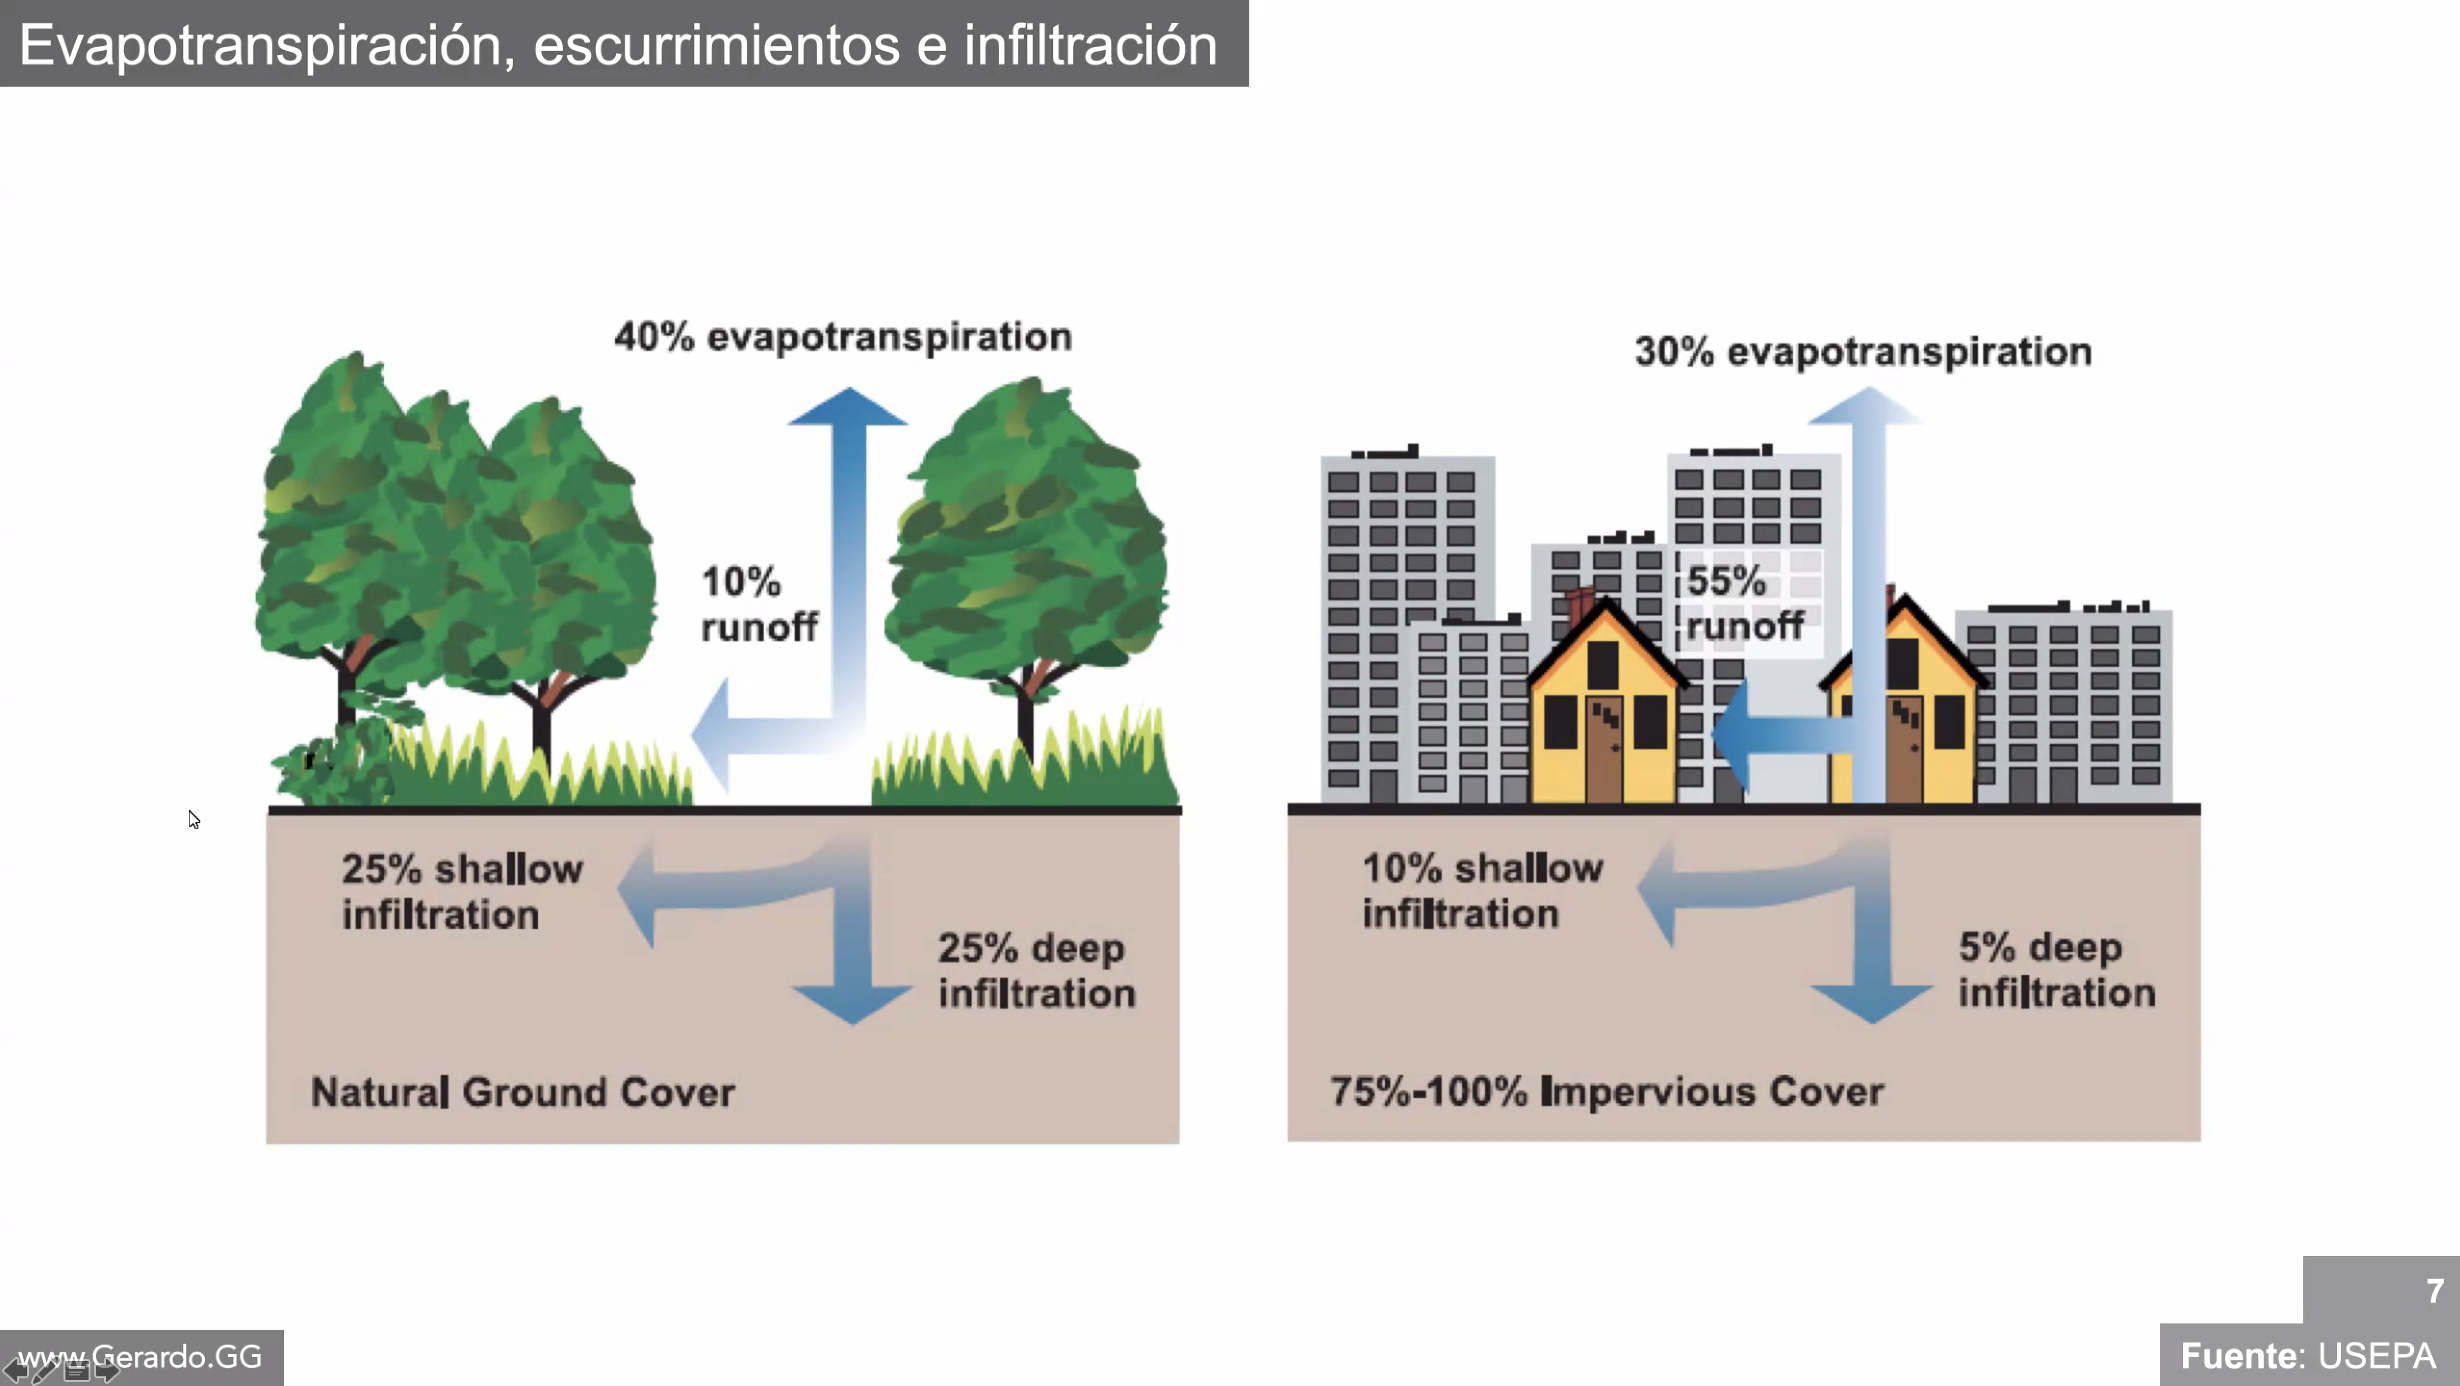 Evapotranspiración, escurrimientos e infiltración
40% evapotranspiration
10%
runoff
25% shallow
infiltration
25% deep
infiltration
Natural Ground Cover
30% evapotranspiration
55%
runoff
10% shallow
infiltration
5% deep
infiltration
75%-100% Impervious Cover
7
www.Gerardo.GG
Fuente: USEPA